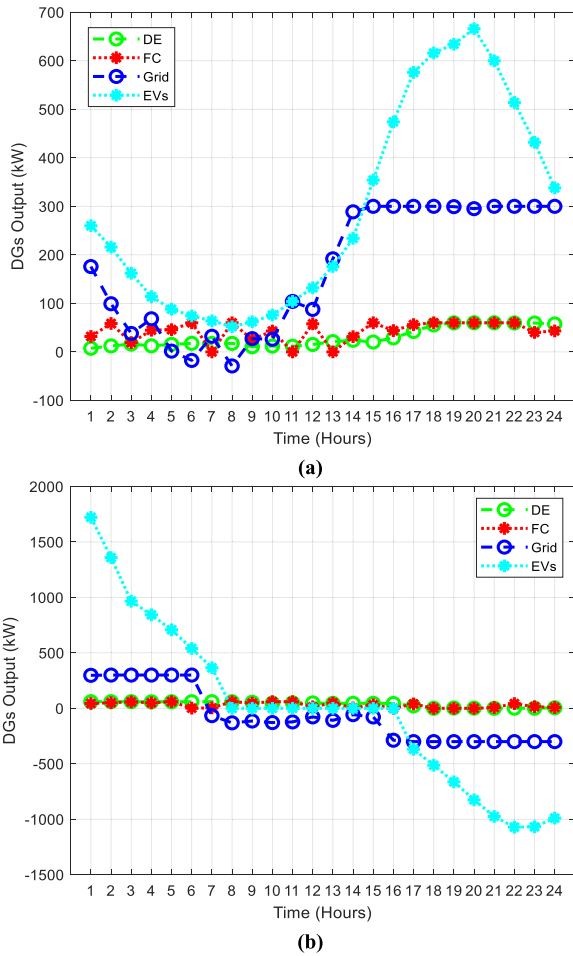 700
600
500
400
300
200
100
0
-100
DGs Output (kW)
DE
FC
Grid
EVs
1 2 3 4 5 6 7 8 9 10 11 12 13 14 15 16 17 18 19 20 21 22 23 24
Time (Hours)
(a)
2000
1500
1000
500
0
-500
-1000
-1500
DGs Output (kW)
DE
FC
Grid
EVs
1 2 3 4 5 6 7 8 9 10 11 12 13 14 15 16 17 18 19 20 21 22 23 24
Time (Hours)
(b)